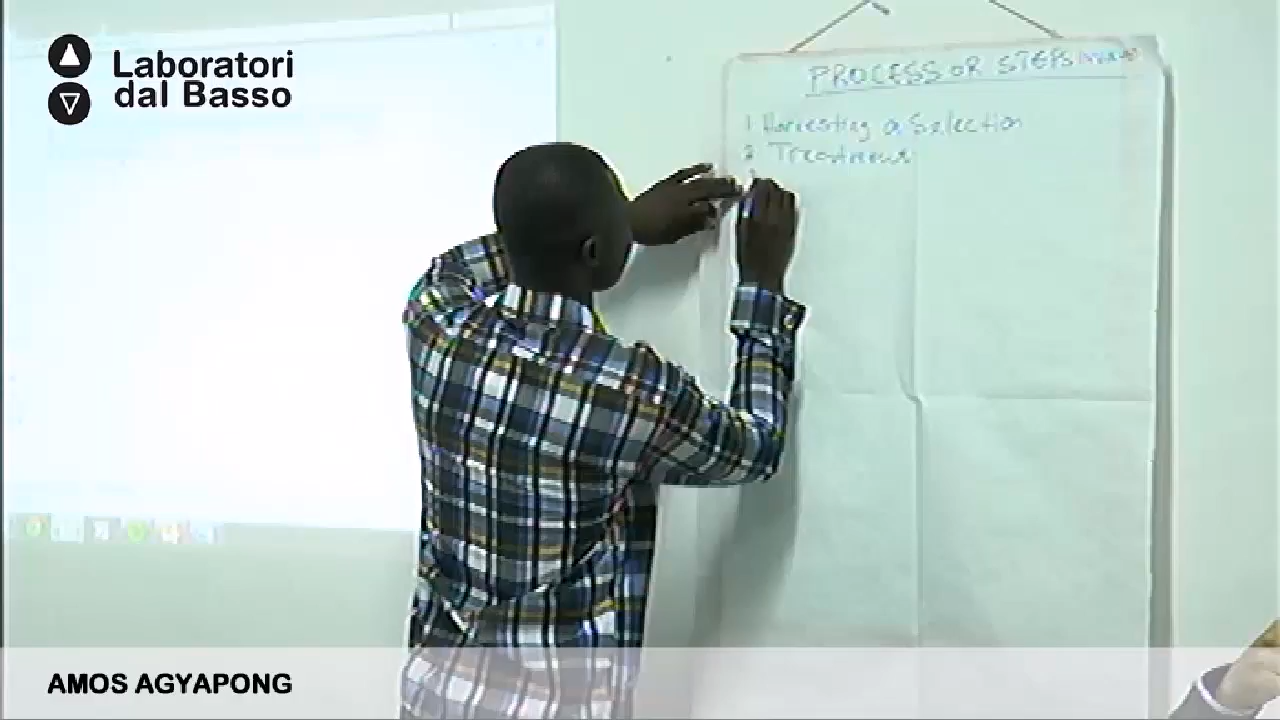 Laboratori
dal Basso
PROCESS OR STEPS
1 Harvesting & Selection
2 Treatment
AMOS AGYAPONG